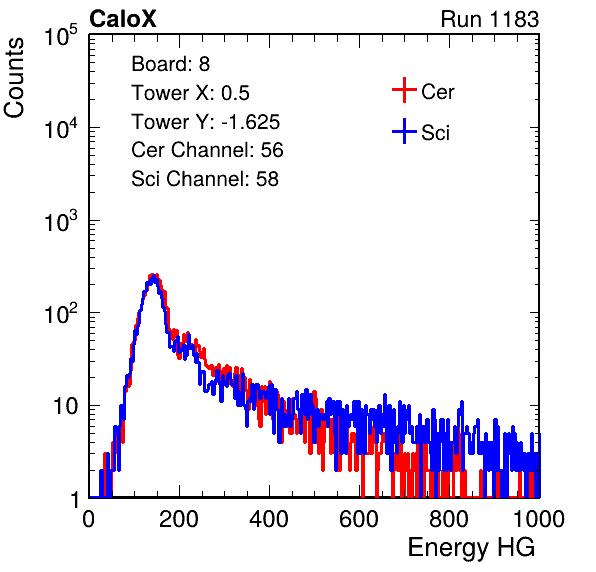 CaloX Run 1183
Counts
Board: 8
Tower X: 0.5
Tower Y: -1.625
Cer Channel: 56
Sci Channel: 58
Cer
Sci
10^5
10^4
10^3
10^2
10
1
0 200 400 600 800 1000
Energy HG